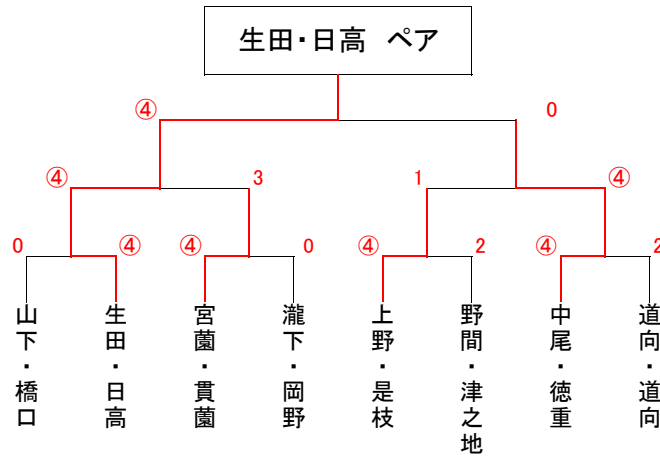 生田・日高 ペア
④ 0
④ 3 1 ④
0 ④ ④ 0 ④ 2 ④ 2
山下・橋口
生田・日高
宮薗・貫薗
瀧下・岡野
上野・是枝
野間・津之地
中尾・徳重
道向・道向